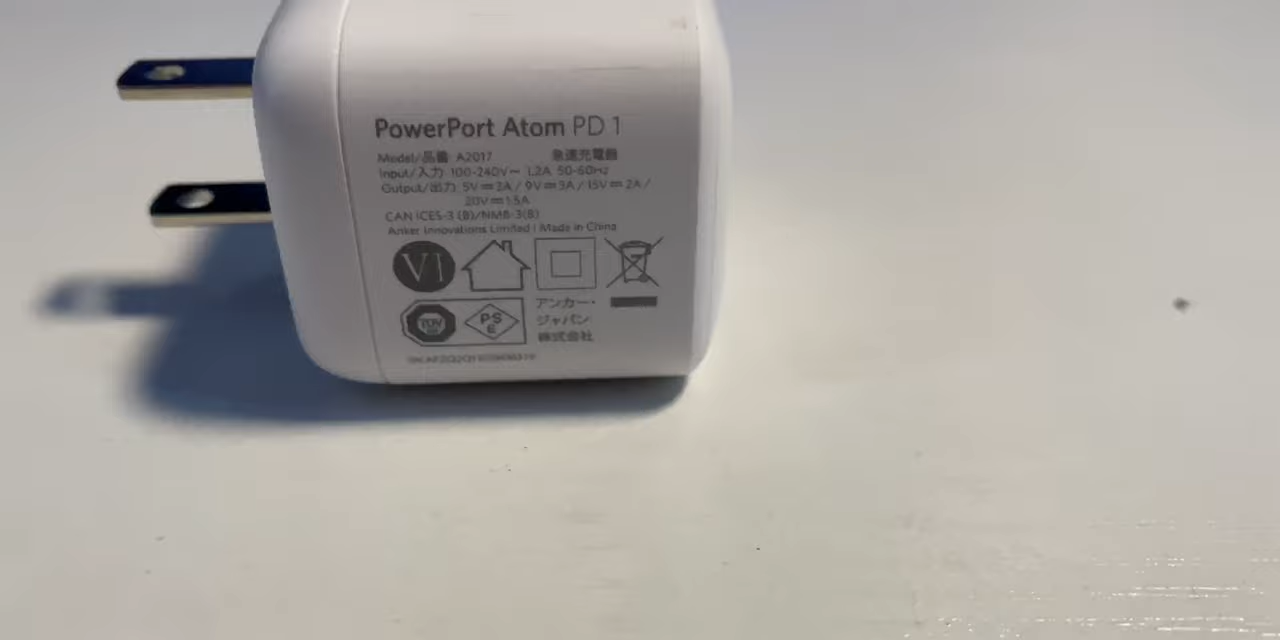 PowerPort Atom PD 1
Model/品番 A2017 急速充電器
Input/入力 100-240V~ 1.2A 50-60Hz
Output/出力 5V⎓3A / 9V⎓3A / 15V⎓2A /
20V⎓1.5A
CAN ICES-3 (B)/NMB-3(B)
Anker Innovations Limited | Made in China
VI
TÜV
PS
E
アンカー・
ジャパン
株式会社